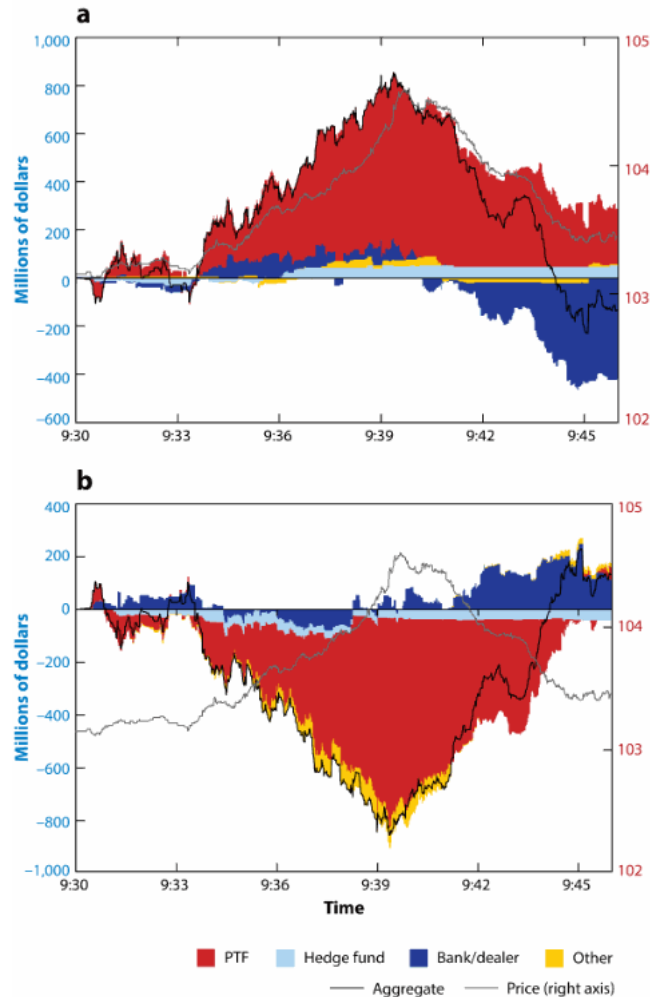 a
1,000
800
600
400
200
0
−200
−400
−600
105
104
103
102
Millions of dollars
9:30 9:33 9:36 9:39 9:42 9:45
b
400
200
0
−200
−400
−600
−800
−1,000
105
104
103
102
Millions of dollars
9:30 9:33 9:36 9:39 9:42 9:45
Time
PTF Hedge fund Bank/dealer Other
Aggregate Price (right axis)